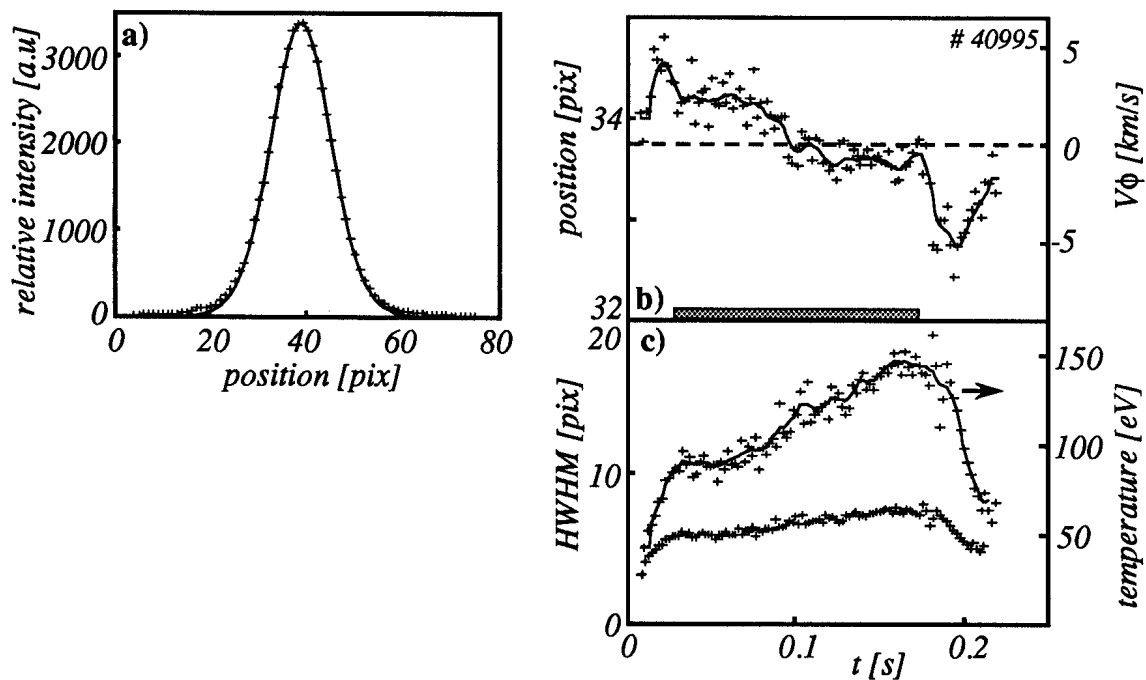 a)
relative intensity [a.u]
3000
2000
1000
0
0 20 40 60 80
position [pix]
# 40995
position [pix]
34
32
b)
5
0
-5
Vϕ [km/s]
c)
HWHM [pix]
20
10
0
150
100
50
temperature [eV]
0 0.1 0.2
t [s]